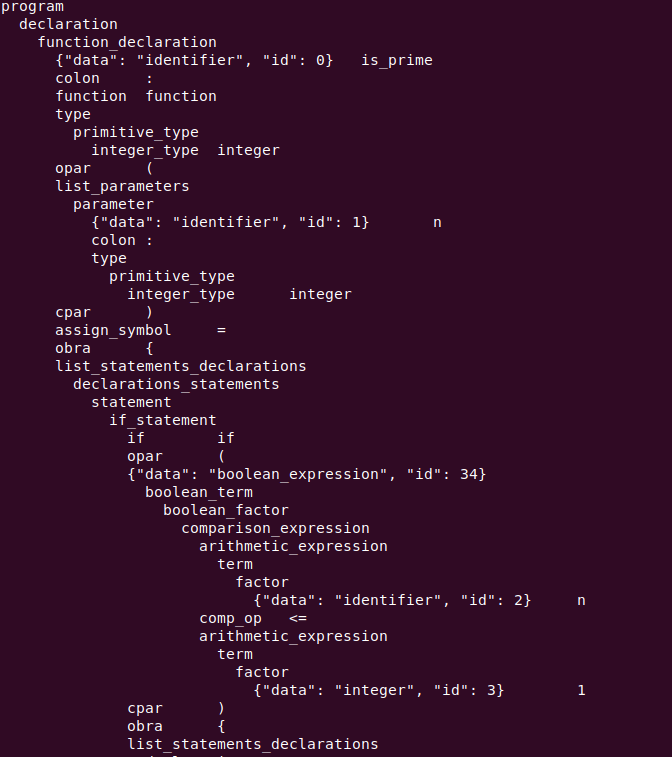 program
declaration
function_declaration
{"data": "identifier", "id": 0} is_prime
colon :
function function
type
primitive_type
integer_type integer
opar (
list_parameters
parameter
{"data": "identifier", "id": 1} n
colon :
type
primitive_type
integer_type integer
cpar )
assign_symbol =
obra {
list_statements_declarations
declarations_statements
statement
if_statement
if if
opar (
{"data": "boolean_expression", "id": 34}
boolean_term
boolean_factor
comparison_expression
arithmetic_expression
term
factor
{"data": "identifier", "id": 2} n
comp_op <=
arithmetic_expression
term
factor
{"data": "integer", "id": 3} 1
cpar )
obra {
list_statements_declarations